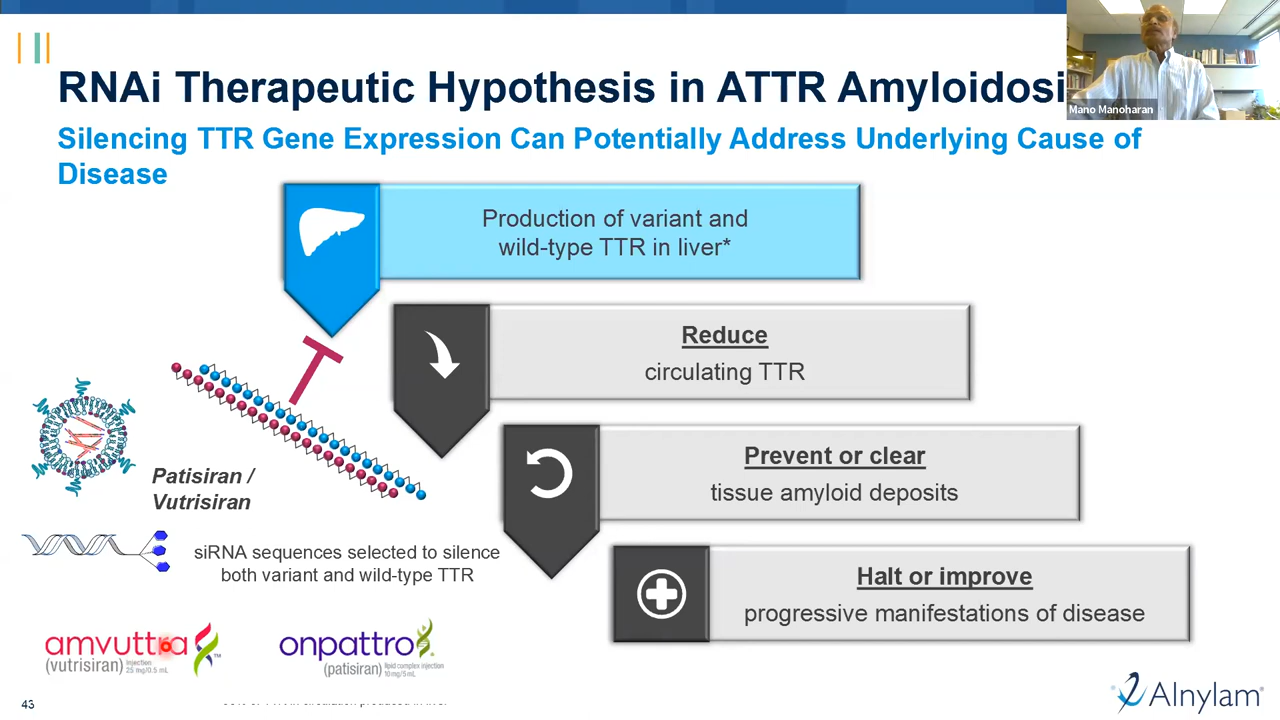 RNAi Therapeutic Hypothesis in ATTR Amyloidosi
Mano Manoharan
Silencing TTR Gene Expression Can Potentially Address Underlying Cause of
Disease
Production of variant and
wild-type TTR in liver*
Reduce
circulating TTR
Prevent or clear
tissue amyloid deposits
Halt or improve
progressive manifestations of disease
Patisiran /
Vutrisiran
siRNA sequences selected to silence
both variant and wild-type TTR
amvuttra™
(vutrisiran) injection
25 mg/0.5 mL
onpattro
(patisiran) lipid complex injection
10 mg/5 mL
43
Alnylam®